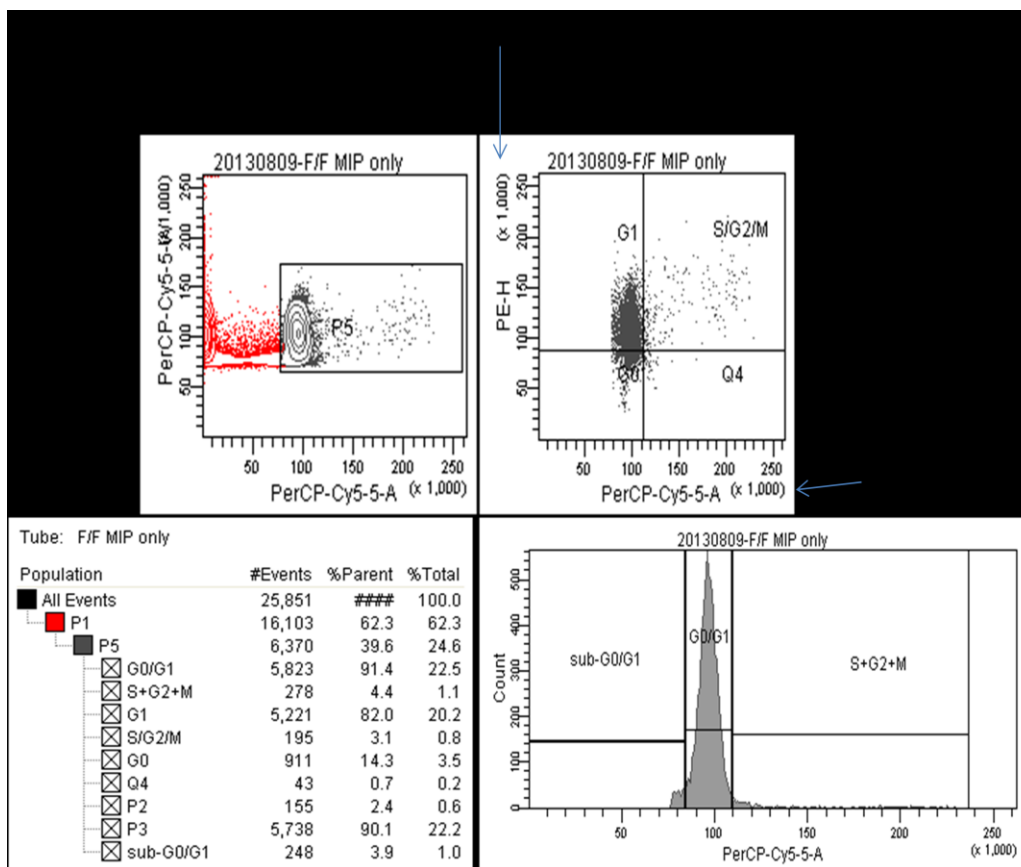 20130809-F/F MIP only
PerCP-Cy5-5-A
250
200
150
100
50
P5
50 100 150 200 250
PerCP-Cy5-5-A (x 1,000)
20130809-F/F MIP only
PE-H (x 1,000)
250
200
150
100
50
G1
S/G2/M
G0
Q4
50 100 150 200 250
PerCP-Cy5-5-A (x 1,000)
Tube: F/F MIP only
Population #Events %Parent %Total
All Events 25,851 #### 100.0
P1 16,103 62.3 62.3
P5 6,370 39.6 24.6
G0/G1 5,823 91.4 22.5
S+G2+M 278 4.4 1.1
G1 5,221 82.0 20.2
S/G2/M 195 3.1 0.8
G0 911 14.3 3.5
Q4 43 0.7 0.2
P2 155 2.4 0.6
P3 5,738 90.1 22.2
sub-G0/G1 248 3.9 1.0
20130809-F/F MIP only
Count
500
400
300
200
100
0
sub-G0/G1
G0/G1
S+G2+M
50 100 150 200 250
PerCP-Cy5-5-A (x 1,000)